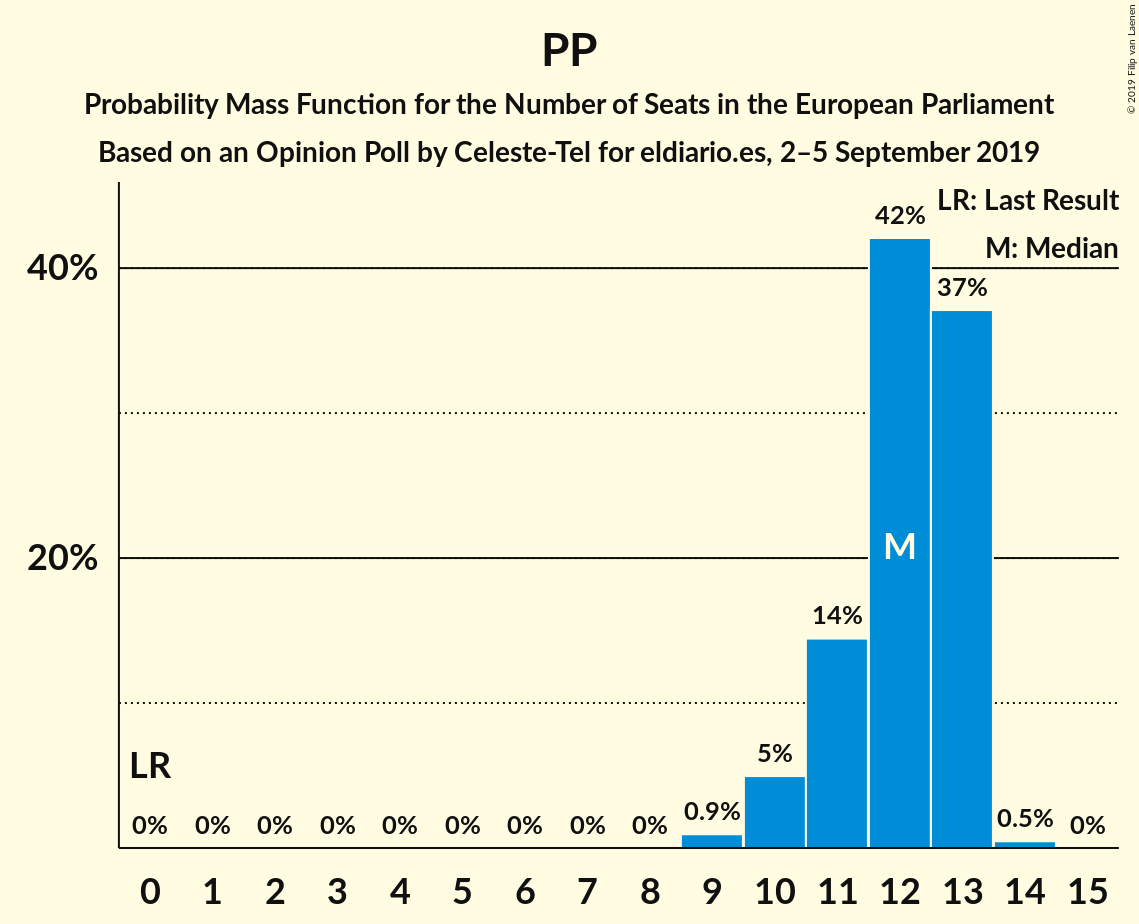 PP
Probability Mass Function for the Number of Seats in the European Parliament
Based on an Opinion Poll by Celeste-Tel for eldiario.es, 2–5 September 2019
© 2019 Filip van Laenen
LR: Last Result
M: Median
40%
20%
42%
37%
M
14%
5%
LR
0% 0% 0% 0% 0% 0% 0% 0% 0% 0.9% 0.5% 0%
0 1 2 3 4 5 6 7 8 9 10 11 12 13 14 15